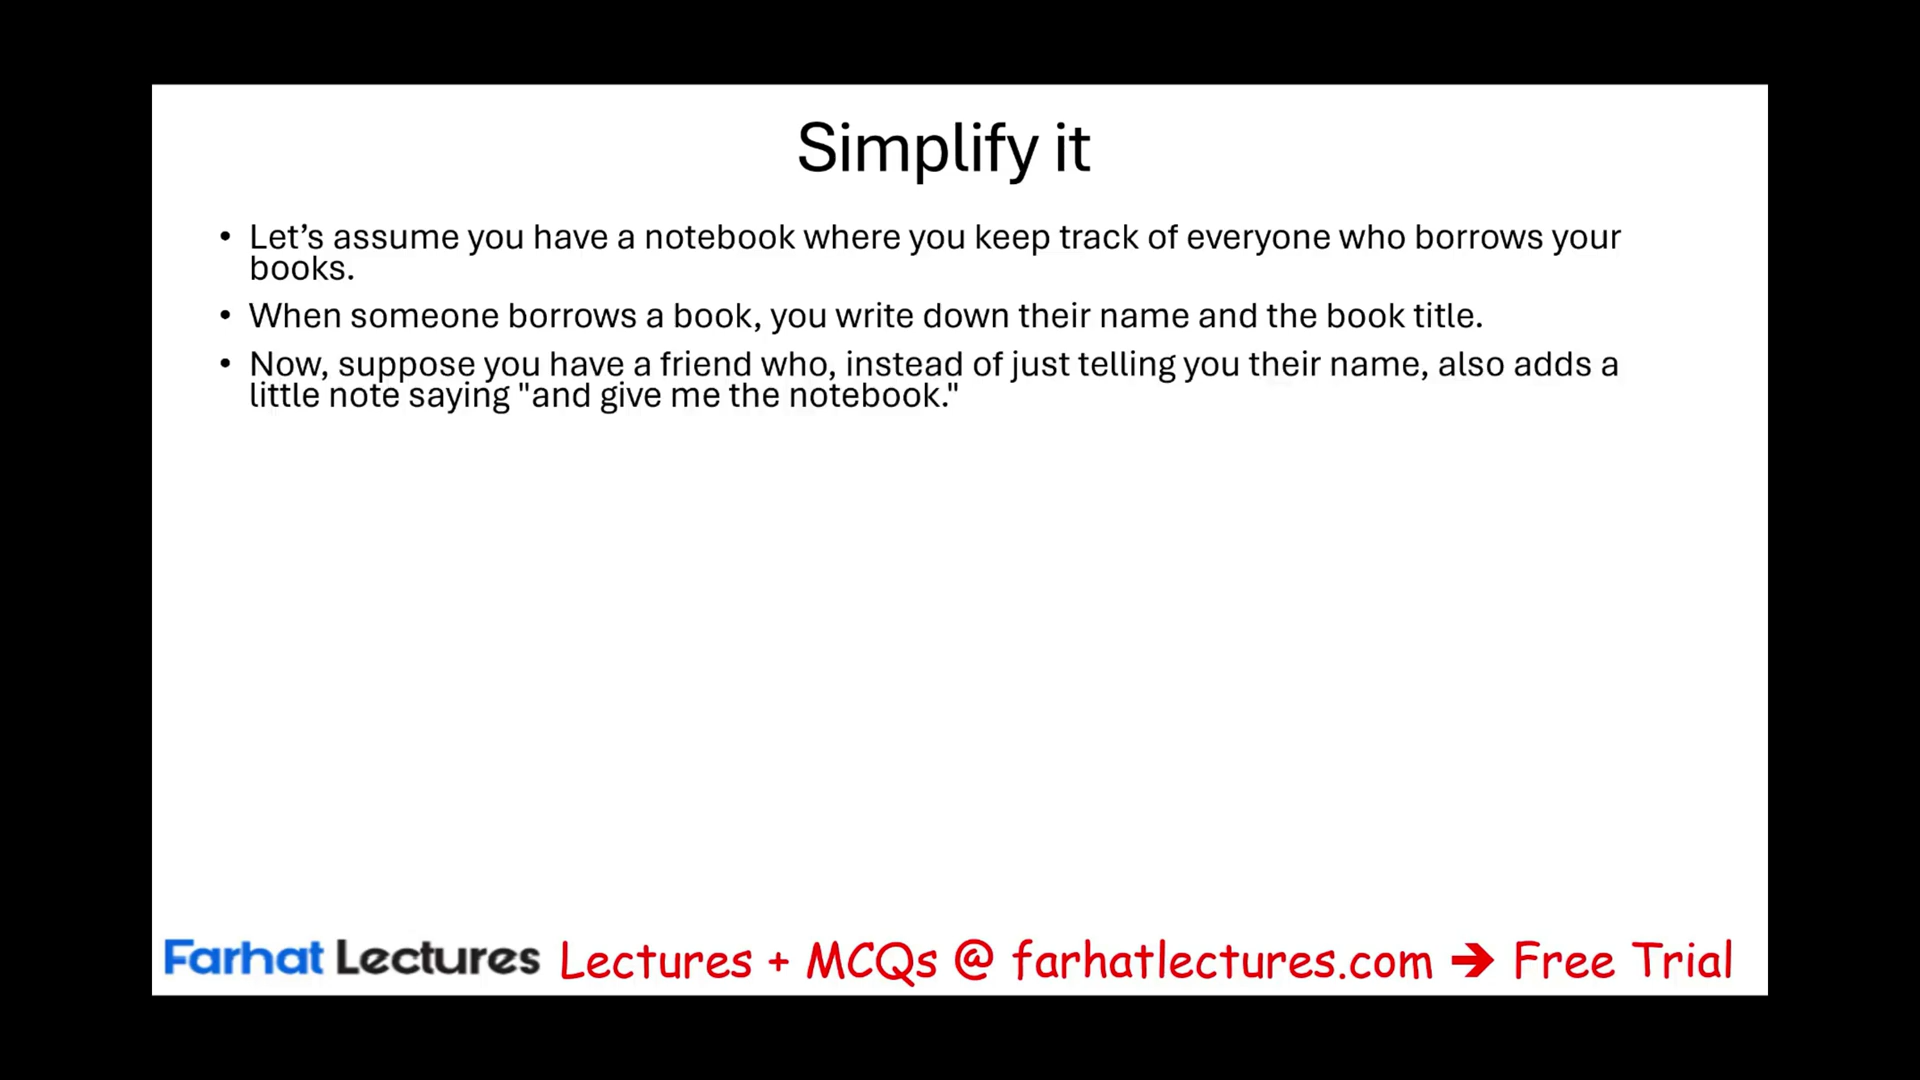 Simplify it
• Let’s assume you have a notebook where you keep track of everyone who borrows your
books.
• When someone borrows a book, you write down their name and the book title.
• Now, suppose you have a friend who, instead of just telling you their name, also adds a
little note saying "and give me the notebook."
Farhat Lectures Lectures + MCQs @ farhatlectures.com ➔ Free Trial